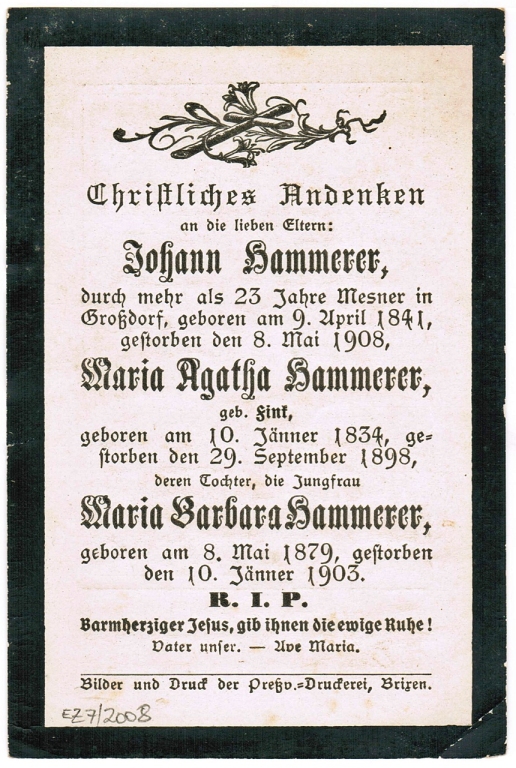 Christliches Andenken
an die lieben Eltern:
Johann Hammerer,
durch mehr als 23 Jahre Mesner in
Großdorf, geboren am 9. April 1841,
gestorben den 8. Mai 1908,
Maria Agatha Hammerer,
geb. Fink,
geboren am 10. Jänner 1834, ge-
storben den 29. September 1898,
deren Tochter, die Jungfrau
Maria Barbara Hammerer,
geboren am 8. Mai 1879, gestorben
den 10. Jänner 1903.
R. I. P.
Barmherziger Jesus, gib ihnen die ewige Ruhe!
Vater unser. — Ave Maria.
Bilder und Druck der Preßv.-Druckerei, Brixen.
EZ7/2008